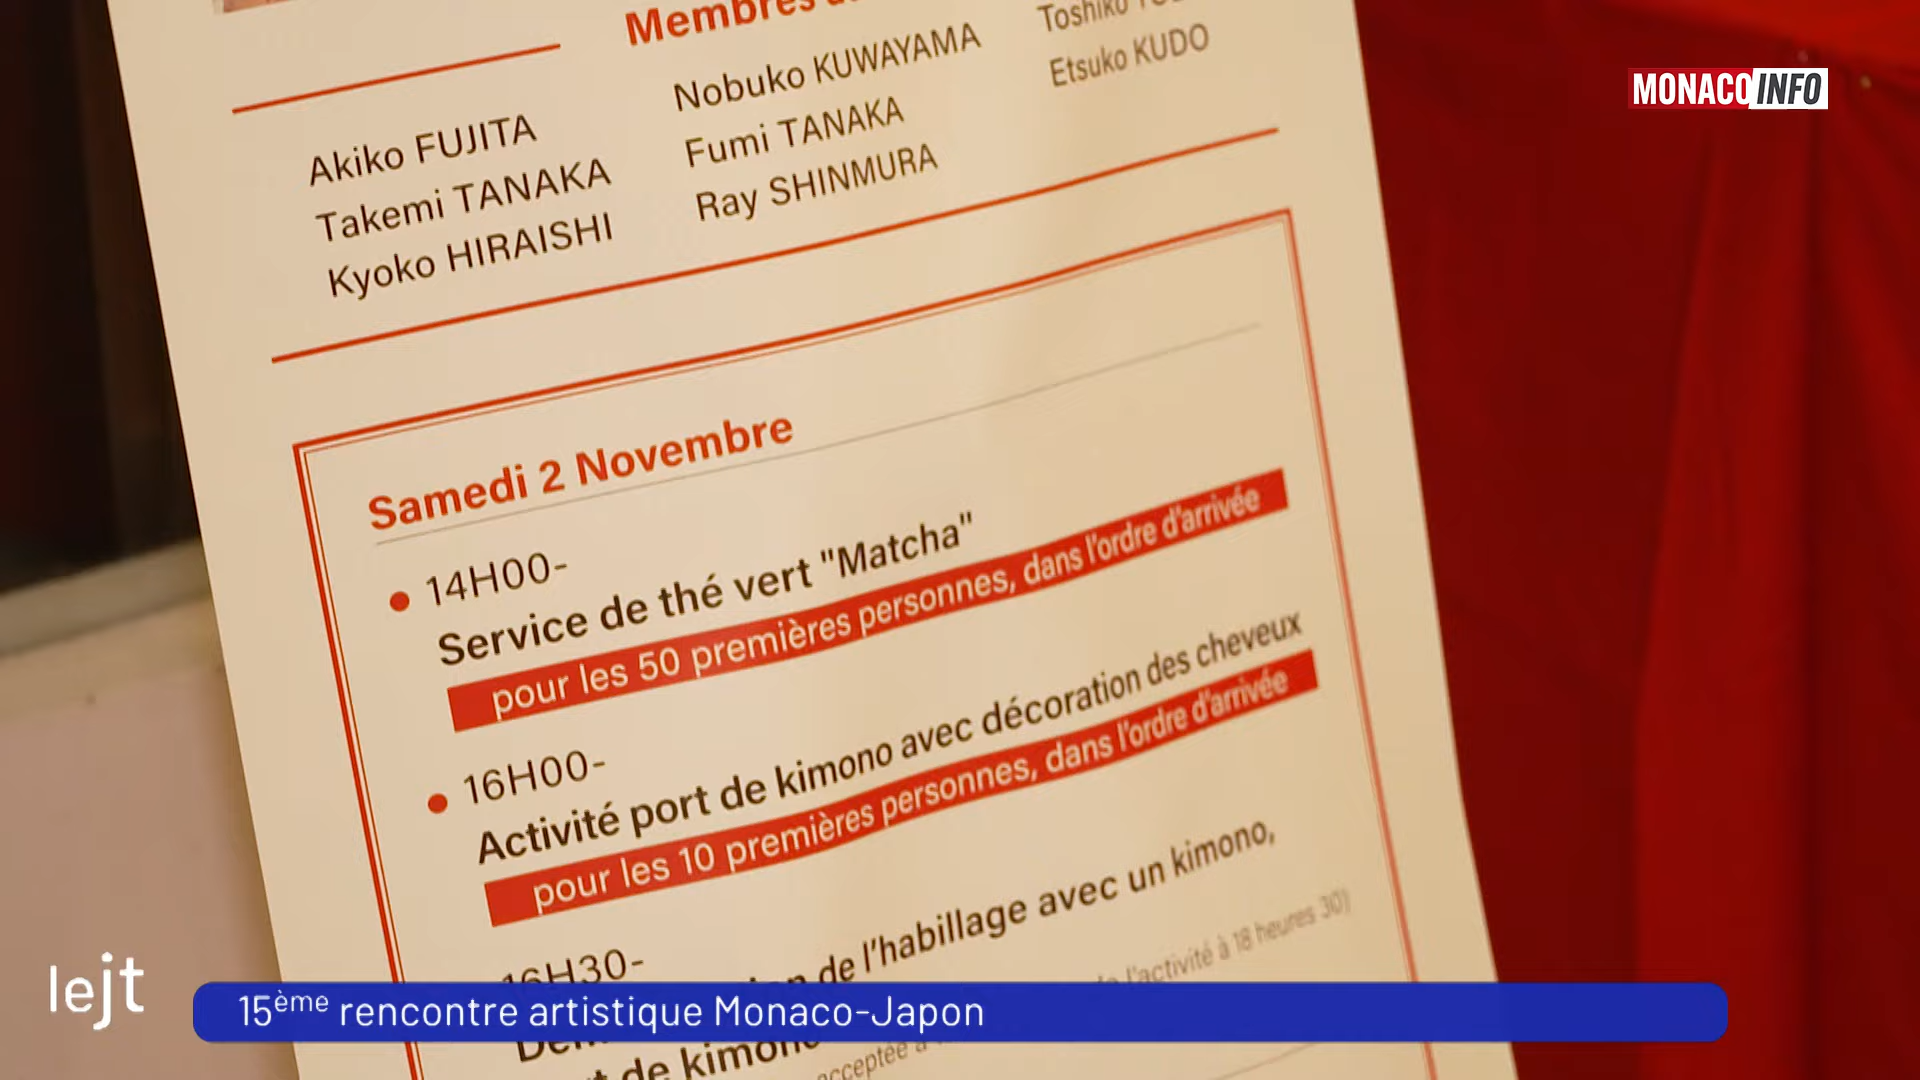 Membres
Akiko FUJITA
Takemi TANAKA
Kyoko HIRAISHI
Nobuko KUWAYAMA
Fumi TANAKA
Ray SHINMURA
Toshiko
Etsuko KUDO
MONACO INFO
Samedi 2 Novembre
14H00-
Service de thé vert "Matcha"
pour les 50 premières personnes, dans l'ordre d'arrivée
16H00-
Activité port de kimono avec décoration des cheveux
pour les 10 premières personnes, dans l'ordre d'arrivée
16H30-
de l'habillage avec un kimono,
l'activité à 18 heures 30)
de kimono
acceptée à
lejt
15ème rencontre artistique Monaco-Japon